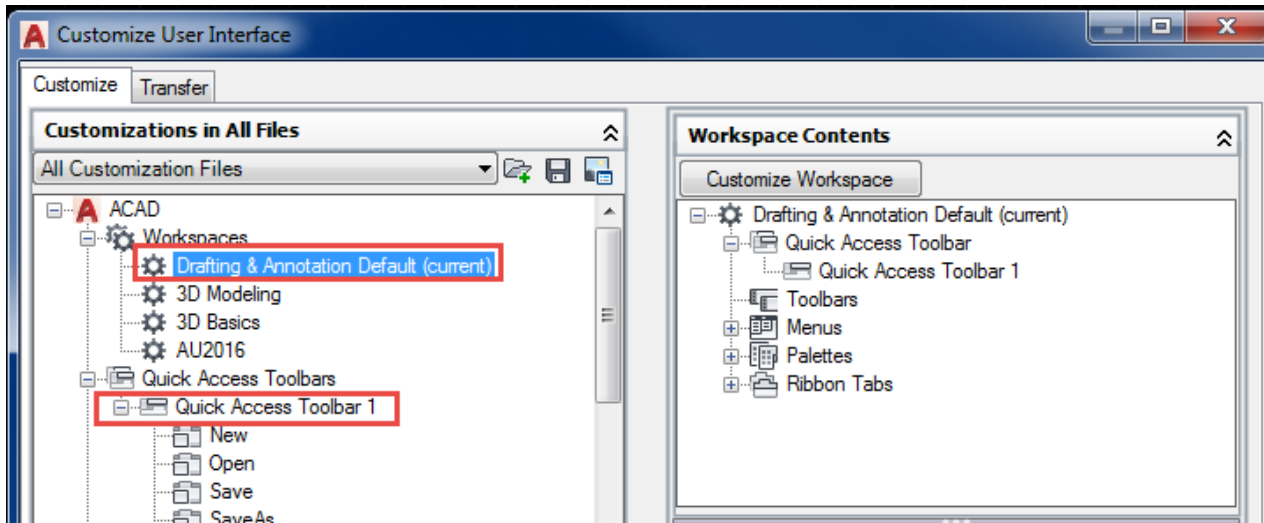 Customize User Interface
Customize Transfer
Customizations in All Files
All Customization Files
ACAD
Workspaces
Drafting & Annotation Default (current)
3D Modeling
3D Basics
AU2016
Quick Access Toolbars
Quick Access Toolbar 1
New
Open
Save
SaveAs
Workspace Contents
Customize Workspace
Drafting & Annotation Default (current)
Quick Access Toolbar
Quick Access Toolbar 1
Toolbars
Menus
Palettes
Ribbon Tabs